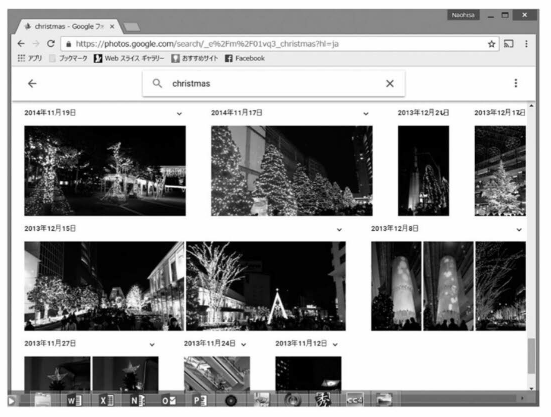 Naohisa
christmas - Google フォ ×
https://photos.google.com/search/_e%2Fm%2F01vq3_christmas?hl=ja
アプリ ブックマーク Web スライス ギャラリー おすすめサイト Facebook
christmas
2014年11月19日 2014年11月17日 2013年12月24日 2013年12月17日
2013年12月15日 2013年12月8日
2013年11月27日 2013年11月24日 2013年11月12日